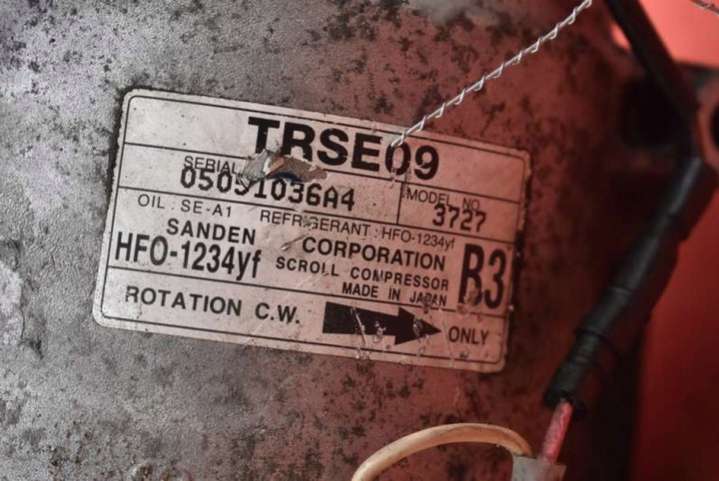 TRSE09
SERIAL
05051036A4
MODEL NO.
3727
OIL : SE-A1 REFRIGERANT : HFO-1234yf
SANDEN CORPORATION
HFO-1234yf SCROLL COMPRESSOR B3
MADE IN JAPAN
ROTATION C.W. ONLY